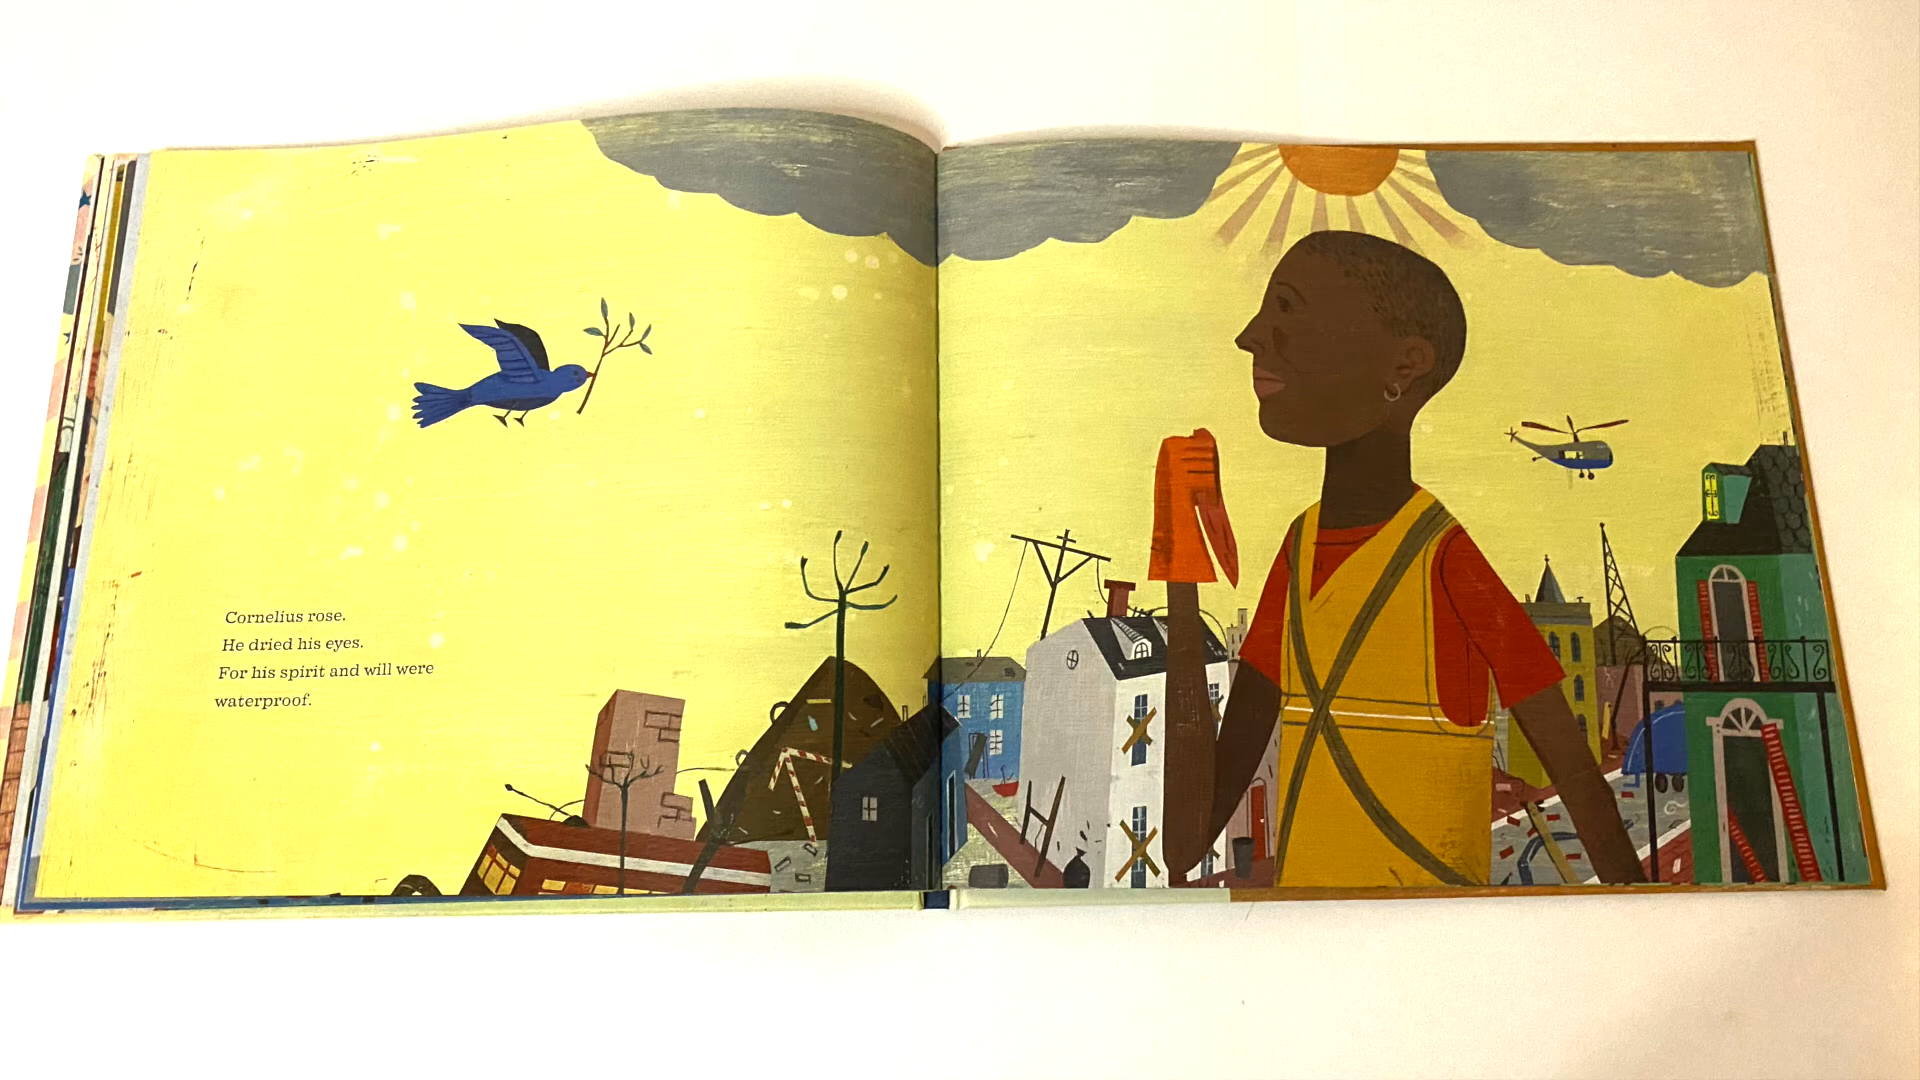 Cornelius rose.
He dried his eyes.
For his spirit and will were
waterproof.